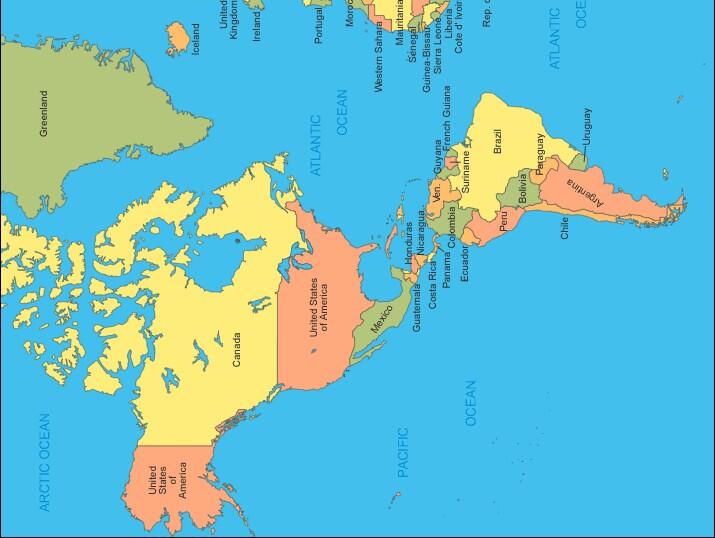 ARCTIC OCEAN
Greenland
Iceland
United
Kingdom
Ireland
Portugal
Moroc
Western Sahara
Mauritania
Senegal
Guinea-Bissau
Sierra Leone
Liberia
Cote d' Ivoir
Rep. o
ATLANTIC
OCE
ATLANTIC
OCEAN
United
States
of
America
Canada
United States
of America
Mexico
Guatemala
Honduras
Nicaragua
Costa Rica
Panama
Colombia
Ven.
Guyana
Suriname
French Guiana
Ecuador
Peru
Brazil
Bolivia
Paraguay
Uruguay
Chile
Argentina
PACIFIC
OCEAN